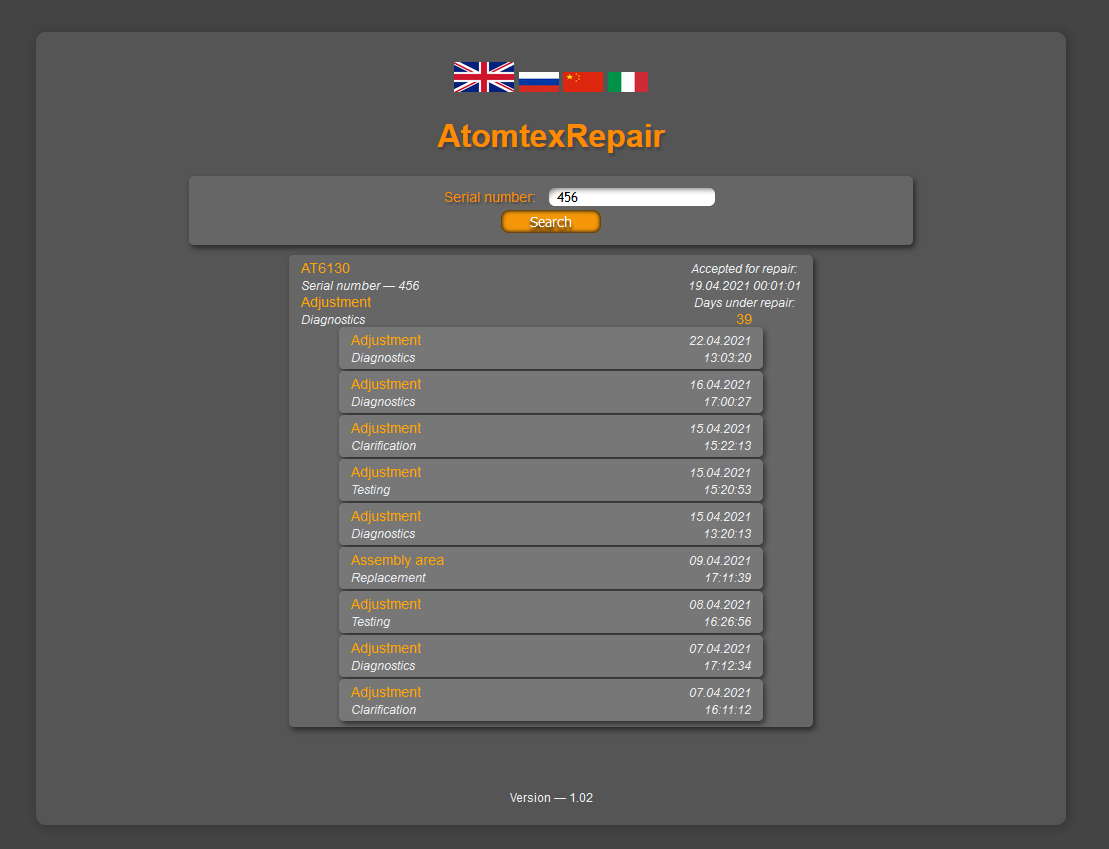 AtomtexRepair
Serial number: 456
Search
AT6130
Serial number — 456
Adjustment
Diagnostics
Accepted for repair:
19.04.2021 00:01:01
Days under repair:
39
Adjustment 22.04.2021
Diagnostics 13:03:20
Adjustment 16.04.2021
Diagnostics 17:00:27
Adjustment 15.04.2021
Clarification 15:22:13
Adjustment 15.04.2021
Testing 15:20:53
Adjustment 15.04.2021
Diagnostics 13:20:13
Assembly area 09.04.2021
Replacement 17:11:39
Adjustment 08.04.2021
Testing 16:26:56
Adjustment 07.04.2021
Diagnostics 17:12:34
Adjustment 07.04.2021
Clarification 16:11:12
Version — 1.02